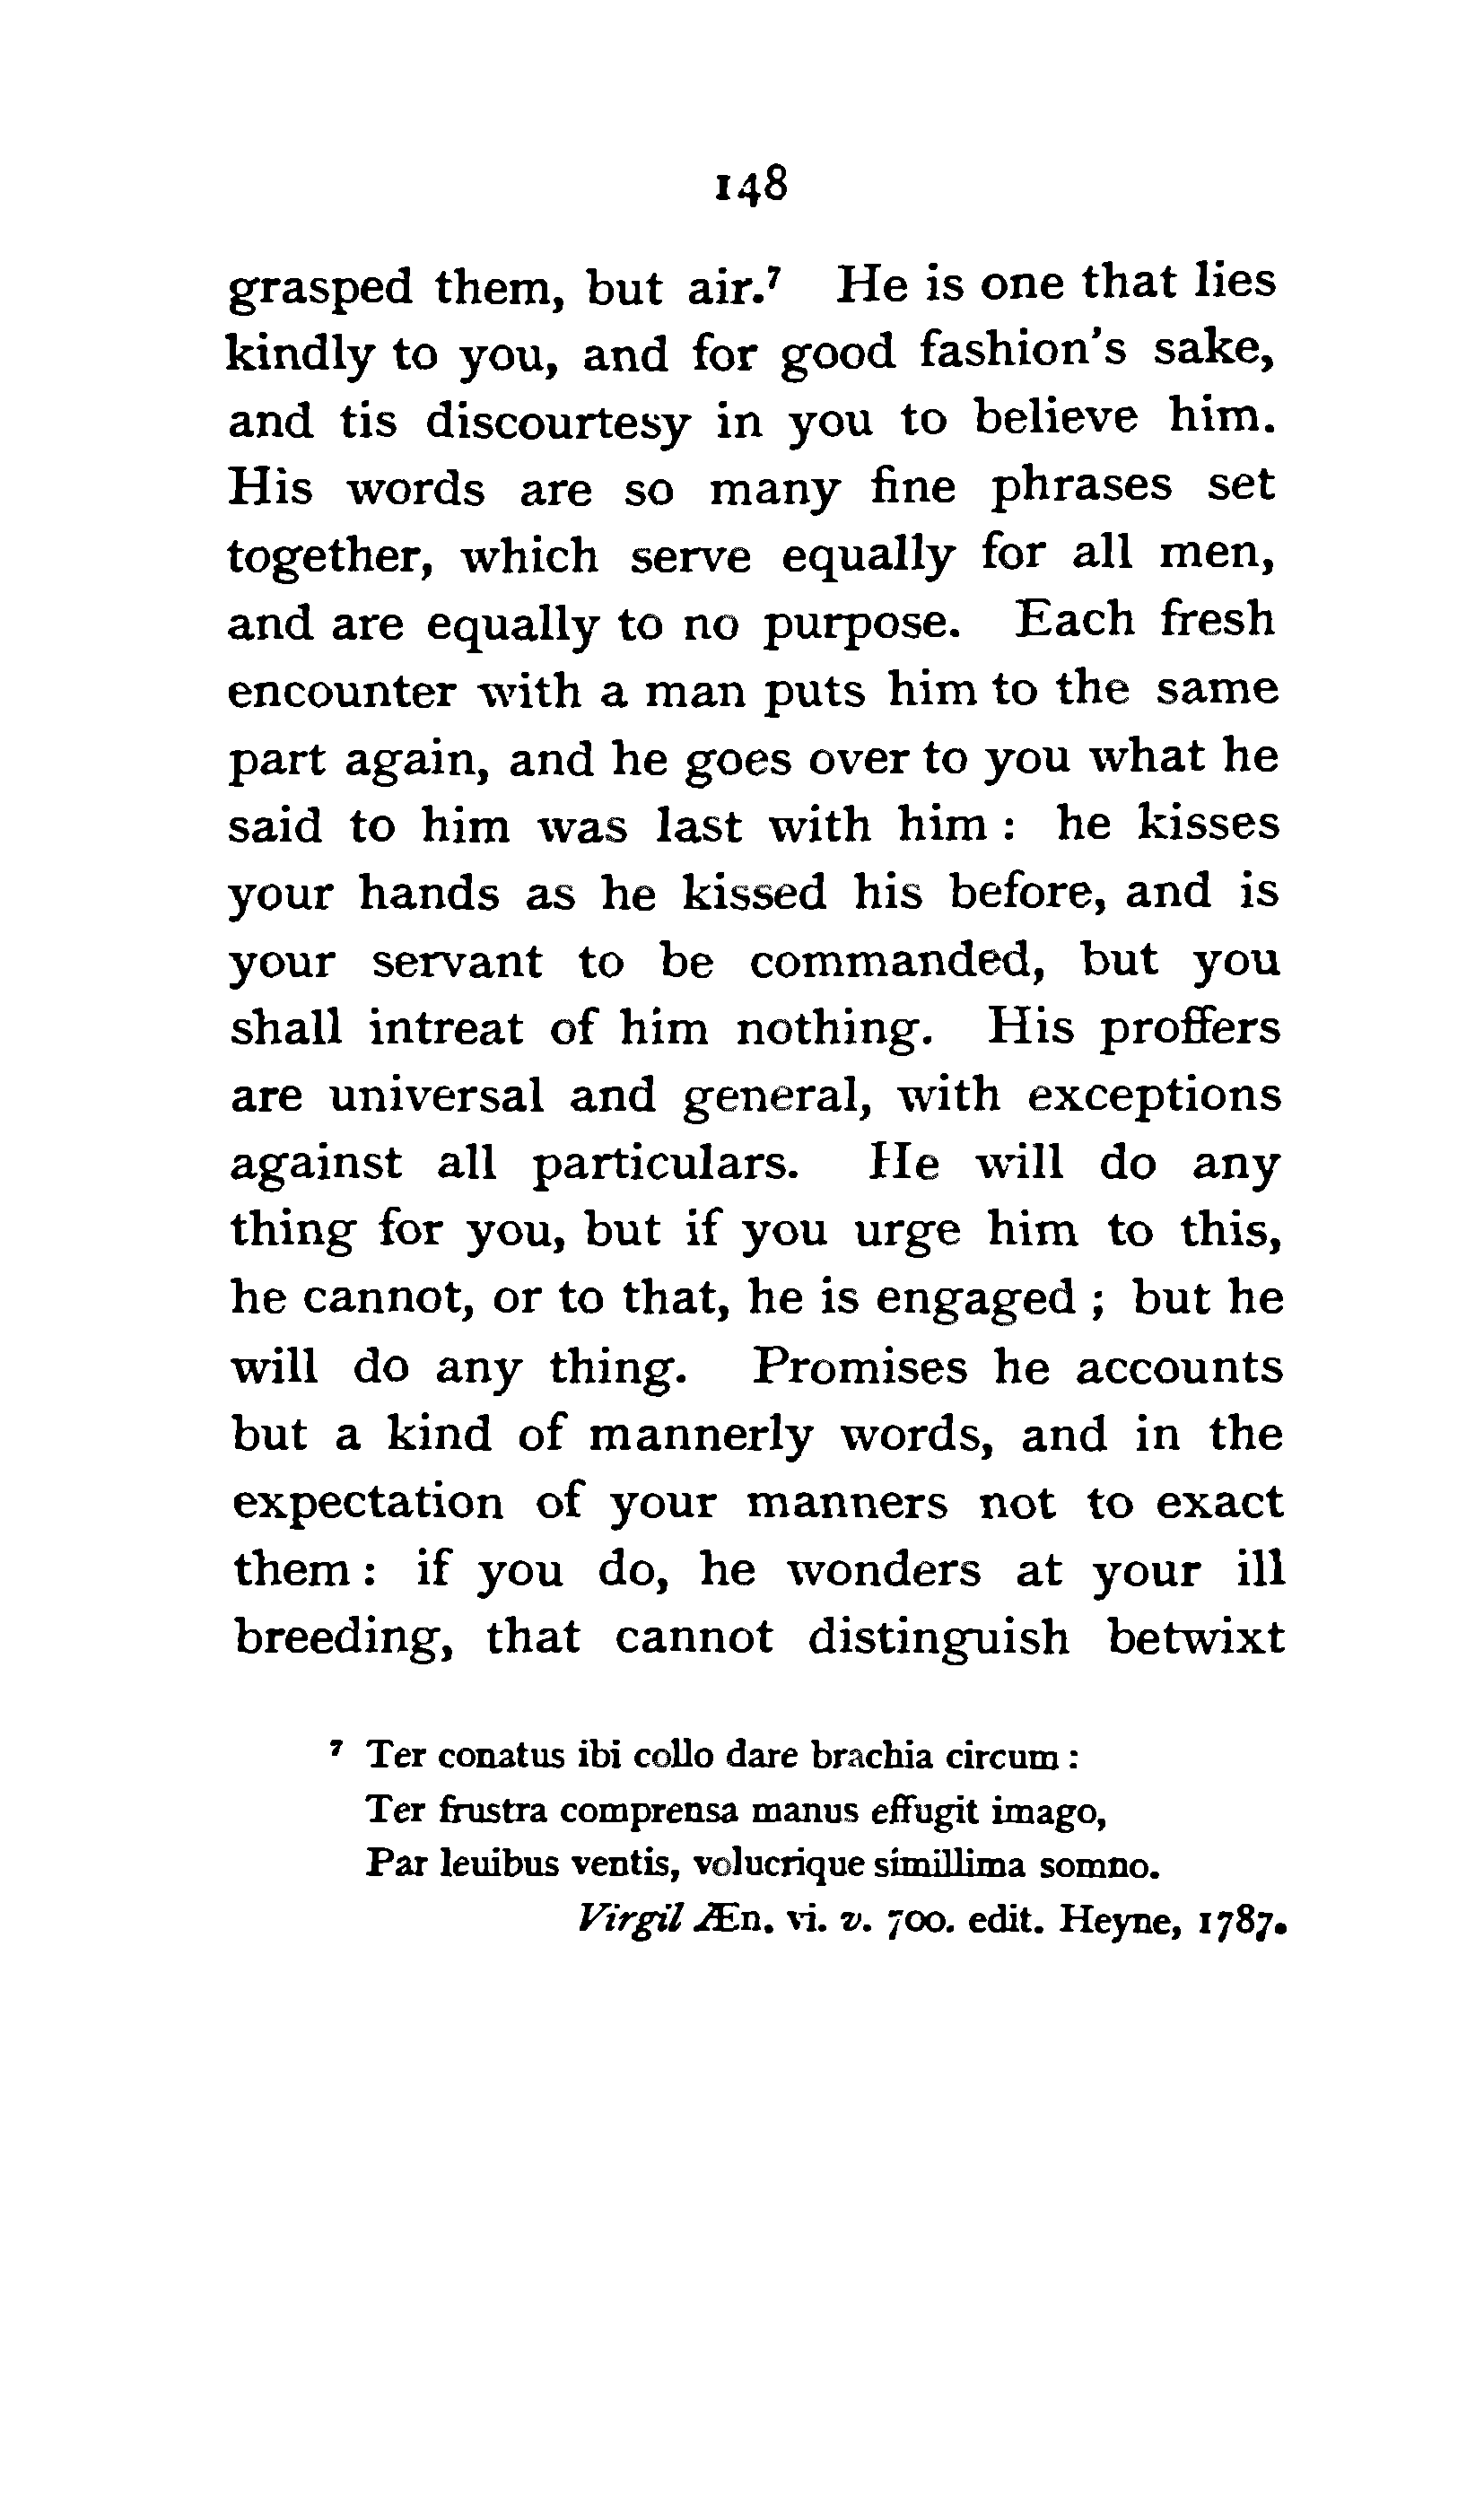 148
grasped them, but air.⁷ He is one that lies
kindly to you, and for good fashion's sake,
and tis discourtesy in you to believe him.
His words are so many fine phrases set
together, which serve equally for all men,
and are equally to no purpose. Each fresh
encounter with a man puts him to the same
part again, and he goes over to you what he
said to him was last with him : he kisses
your hands as he kissed his before, and is
your servant to be commanded, but you
shall intreat of him nothing. His proffers
are universal and general, with exceptions
against all particulars. He will do any
thing for you, but if you urge him to this,
he cannot, or to that, he is engaged ; but he
will do any thing. Promises he accounts
but a kind of mannerly words, and in the
expectation of your manners not to exact
them : if you do, he wonders at your ill
breeding, that cannot distinguish betwixt
⁷ Ter conatus ibi collo dare brachia circum :
Ter frustra comprensa manus effugit imago,
Par leuibus ventis, volucrique simillima somno.
Virgil Æn. vi. v. 700. edit. Heyne, 1787.